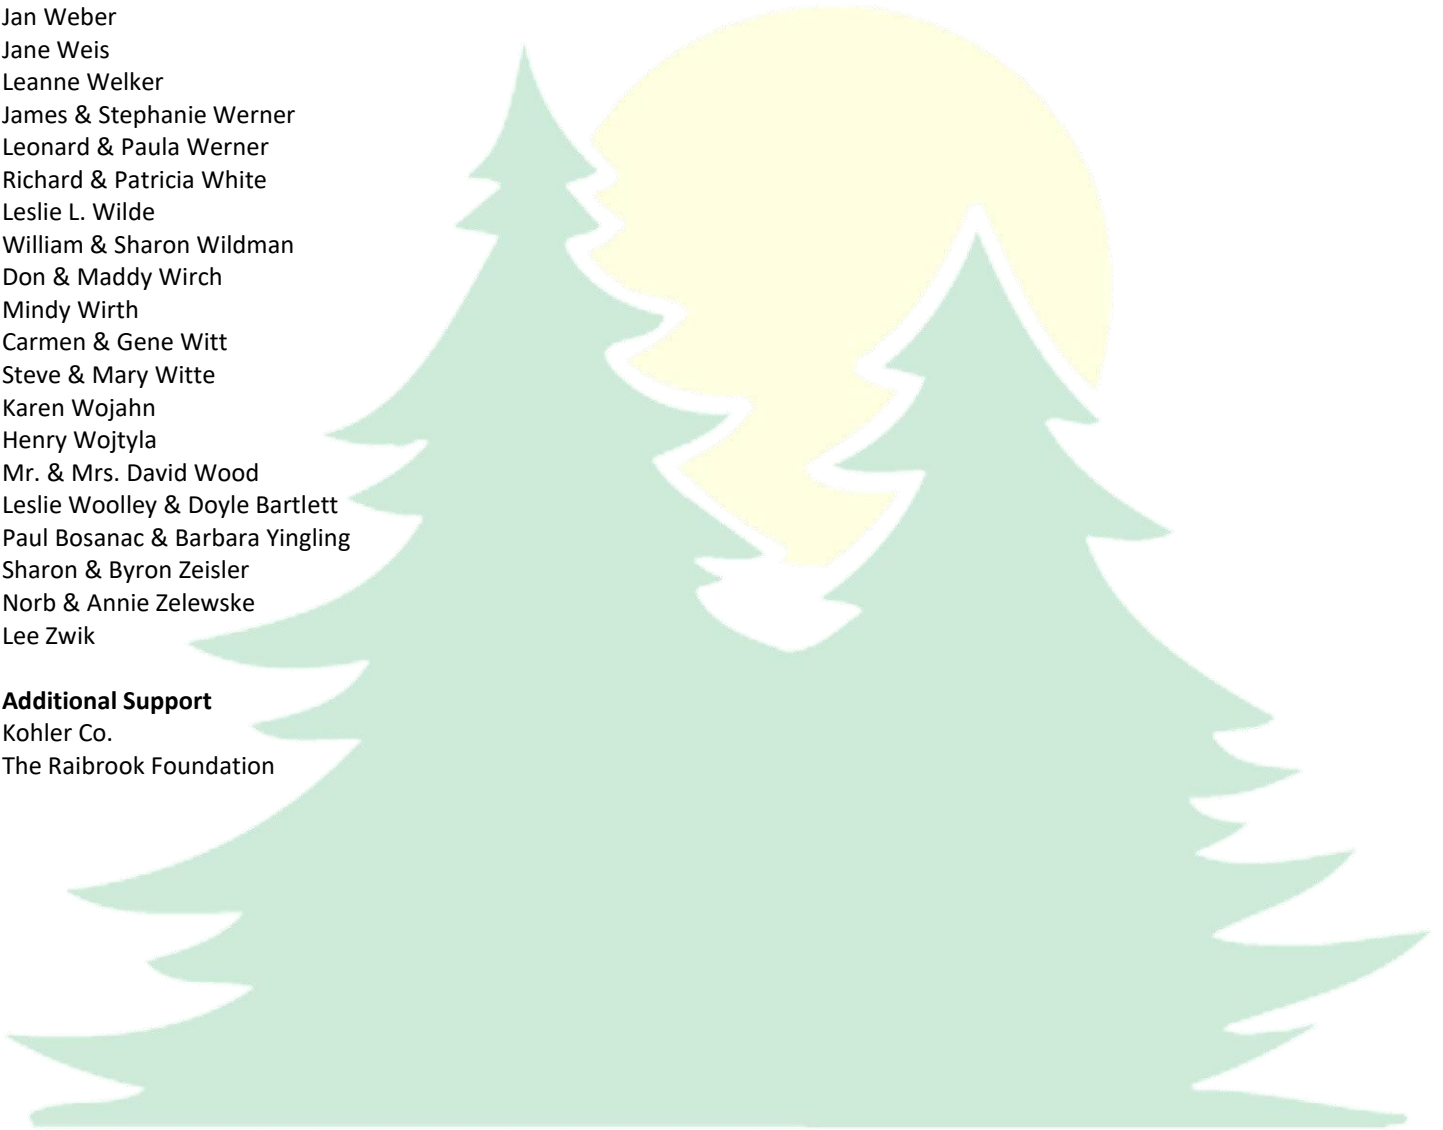 Jan Weber
Jane Weis
Leanne Welker
James & Stephanie Werner
Leonard & Paula Werner
Richard & Patricia White
Leslie L. Wilde
William & Sharon Wildman
Don & Maddy Wirch
Mindy Wirth
Carmen & Gene Witt
Steve & Mary Witte
Karen Wojahn
Henry Wojtyla
Mr. & Mrs. David Wood
Leslie Woolley & Doyle Bartlett
Paul Bosanac & Barbara Yingling
Sharon & Byron Zeisler
Norb & Annie Zelewske
Lee Zwik
Additional Support
Kohler Co.
The Raibrook Foundation